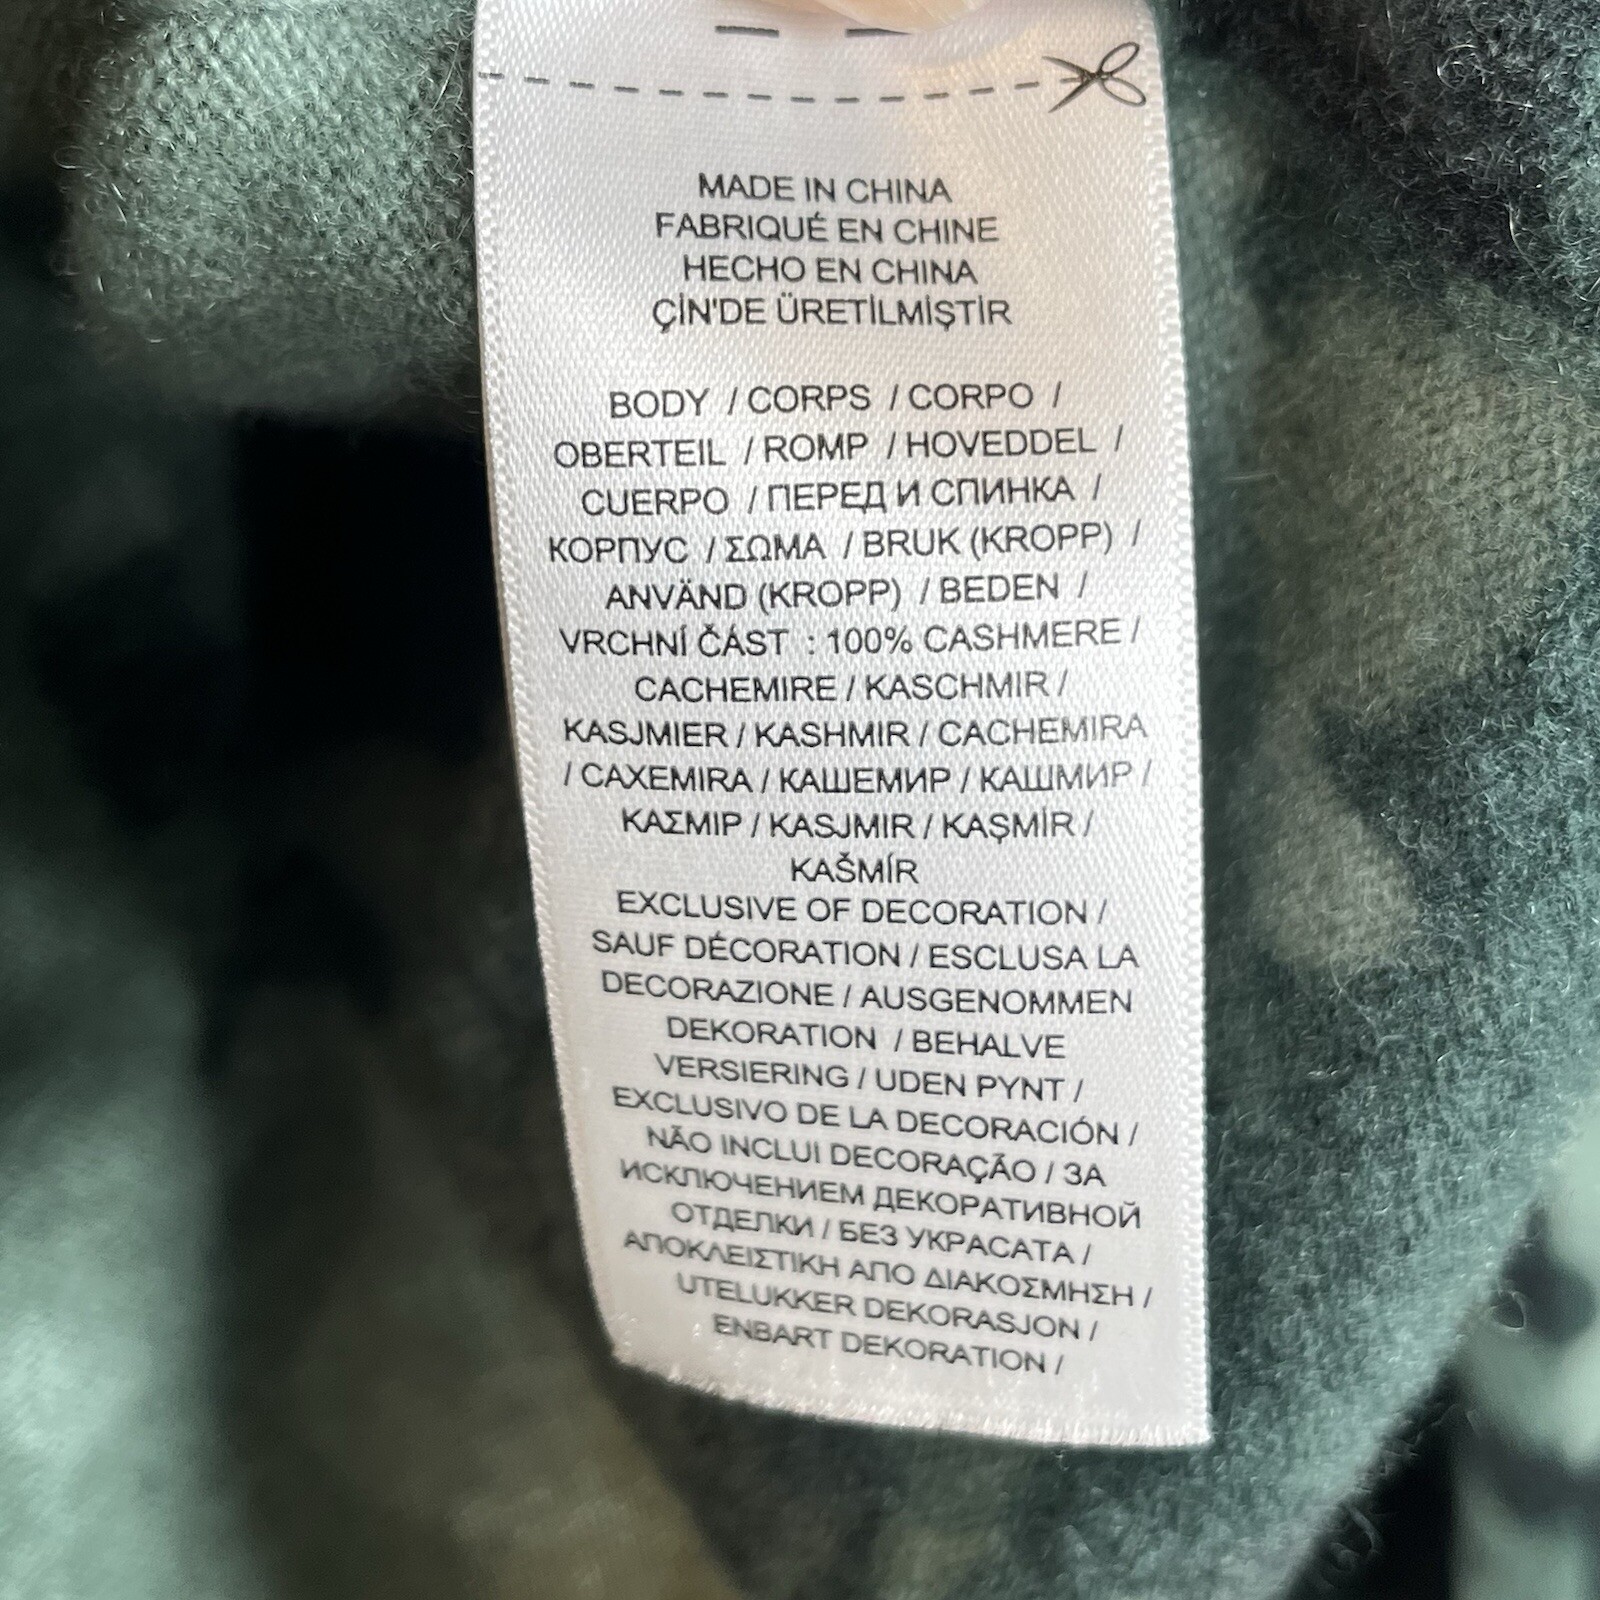 MADE IN CHINA
FABRIQUÉ EN CHINE
HECHO EN CHINA
ÇİN'DE ÜRETİLMİŞTİR
BODY / CORPS / CORPO /
OBERTEIL / ROMP / HOVEDDEL /
CUERPO / ПЕРЕД И СПИНКА /
КОРПУС / ΣΩΜΑ / BRUK (KROPP) /
ANVÄND (KROPP) / BEDEN /
VRCHNÍ ČÁST : 100% CASHMERE /
CACHEMIRE / KASCHMIR /
KASJMIER / KASHMIR / CACHEMIRA
/ CAXEMIRA / КАШЕМИР / КАШМИР /
ΚΑΣΜΙΡ / KASJMIR / KAŞMİR /
KAŠMÍR
EXCLUSIVE OF DECORATION /
SAUF DÉCORATION / ESCLUSA LA
DECORAZIONE / AUSGENOMMEN
DEKORATION / BEHALVE
VERSIERING / UDEN PYNT /
EXCLUSIVO DE LA DECORACIÓN /
NÃO INCLUI DECORAÇÃO / ЗА
ИСКЛЮЧЕНИЕМ ДЕКОРАТИВНОЙ
ОТДЕЛКИ / БЕЗ УКРАСАТА /
ΑΠΟΚΛΕΙΣΤΙΚΗ ΑΠΟ ΔΙΑΚΟΣΜΗΣΗ /
UTELUKKER DEKORASJON /
ENBART DEKORATION /